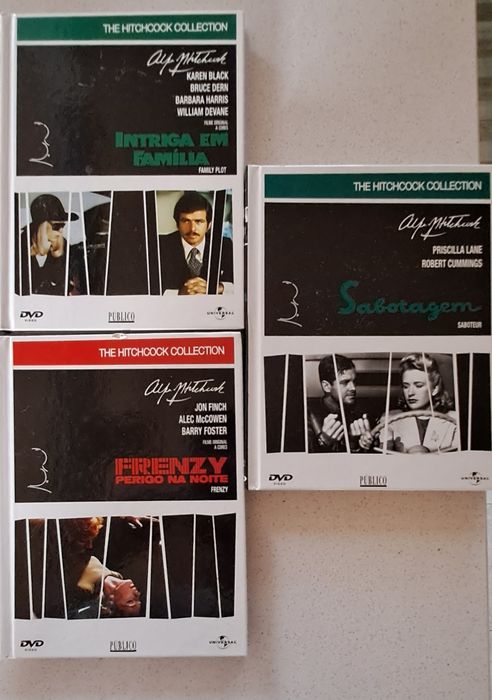 THE HITCHCOCK COLLECTION
Alfred Hitchcock
KAREN BLACK
BRUCE DERN
BARBARA HARRIS
WILLIAM DEVANE
FILME ORIGINAL
A CORES
INTRIGA EM
FAMÍLIA
FAMILY PLOT
DVD
VIDEO
PÚBLICO
UNIVERSAL
THE HITCHCOCK COLLECTION
Alfred Hitchcock
PRISCILLA LANE
ROBERT CUMMINGS
Sabotagem
SABOTEUR
DVD
VIDEO
PÚBLICO
UNIVERSAL
THE HITCHCOCK COLLECTION
Alfred Hitchcock
JON FINCH
ALEC McCOWEN
BARRY FOSTER
FILME ORIGINAL
A CORES
FRENZY
PERIGO NA NOITE
FRENZY
DVD
VIDEO
PÚBLICO
UNIVERSAL